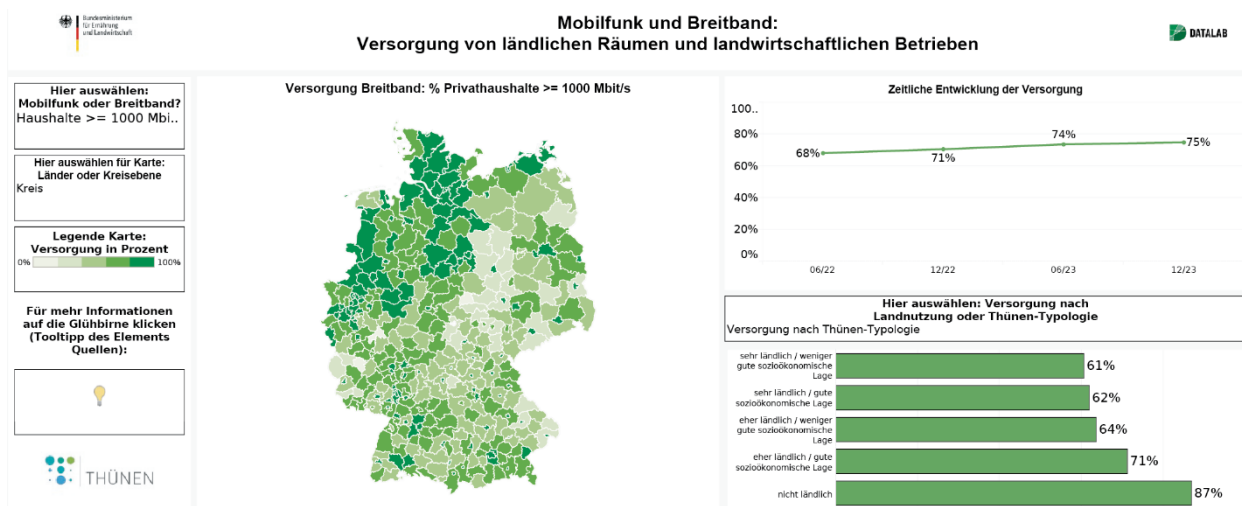 Bundesministerium
für Ernährung
und Landwirtschaft
Mobilfunk und Breitband:
Versorgung von ländlichen Räumen und landwirtschaftlichen Betrieben
DATALAB
Hier auswählen:
Mobilfunk oder Breitband?
Haushalte >= 1000 Mbi..
Hier auswählen für Karte:
Länder oder Kreisebene
Kreis
Legende Karte:
Versorgung in Prozent
0% 100%
Für mehr Informationen
auf die Glühbirne klicken
(Tooltipp des Elements
Quellen):
THÜNEN
Versorgung Breitband: % Privathaushalte >= 1000 Mbit/s
Zeitliche Entwicklung der Versorgung
100..
80%
60%
40%
20%
0%
68%
71%
74%
75%
06/22 12/22 06/23 12/23
Hier auswählen: Versorgung nach
Landnutzung oder Thünen-Typologie
Versorgung nach Thünen-Typologie
sehr ländlich / weniger
gute sozioökonomische
Lage
61%
sehr ländlich / gute
sozioökonomische Lage
62%
eher ländlich / weniger
gute sozioökonomische
Lage
64%
eher ländlich / gute
sozioökonomische Lage
71%
nicht ländlich
87%